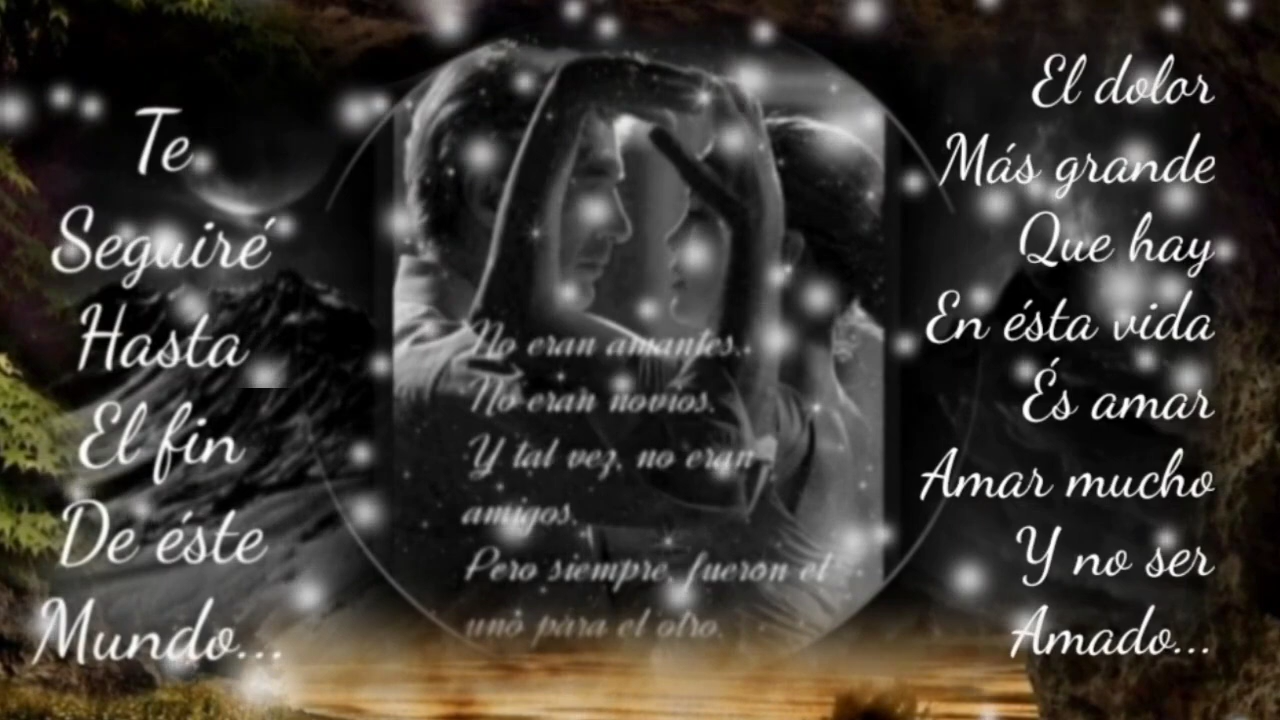 Te
Seguiré
Hasta
El fin
De éste
Mundo...
No eran amantes..
No eran novios.
Y tal vez, no eran
amigos.
Pero siempre, fueron el
uno para el otro.
El dolor
Más grande
Que hay
En ésta vida
És amar
Amar mucho
Y no ser
Amado...